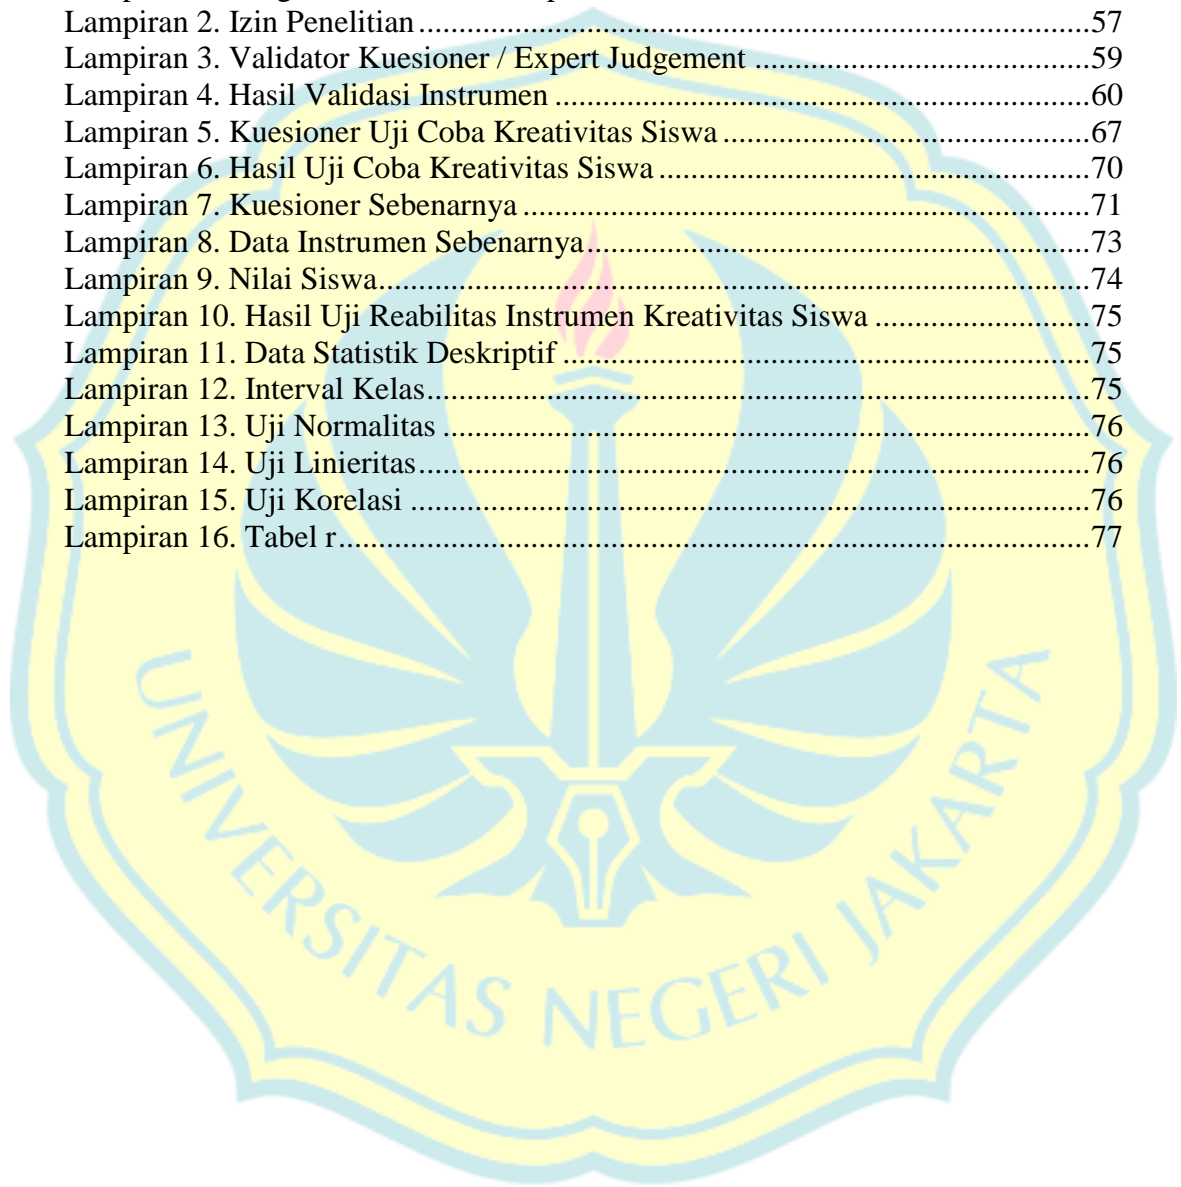 Lampiran 2. Izin Penelitian....................................................................................57
Lampiran 3. Validator Kuesioner / Expert Judgement ..........................................59
Lampiran 4. Hasil Validasi Instrumen ...................................................................60
Lampiran 5. Kuesioner Uji Coba Kreativitas Siswa ..............................................67
Lampiran 6. Hasil Uji Coba Kreativitas Siswa ......................................................70
Lampiran 7. Kuesioner Sebenarnya .......................................................................71
Lampiran 8. Data Instrumen Sebenarnya...............................................................73
Lampiran 9. Nilai Siswa.........................................................................................74
Lampiran 10. Hasil Uji Reabilitas Instrumen Kreativitas Siswa ...........................75
Lampiran 11. Data Statistik Deskriptif ..................................................................75
Lampiran 12. Interval Kelas...................................................................................75
Lampiran 13. Uji Normalitas .................................................................................76
Lampiran 14. Uji Linieritas....................................................................................76
Lampiran 15. Uji Korelasi .....................................................................................76
Lampiran 16. Tabel r..............................................................................................77
UNIVERSITAS NEGERI JAKARTA